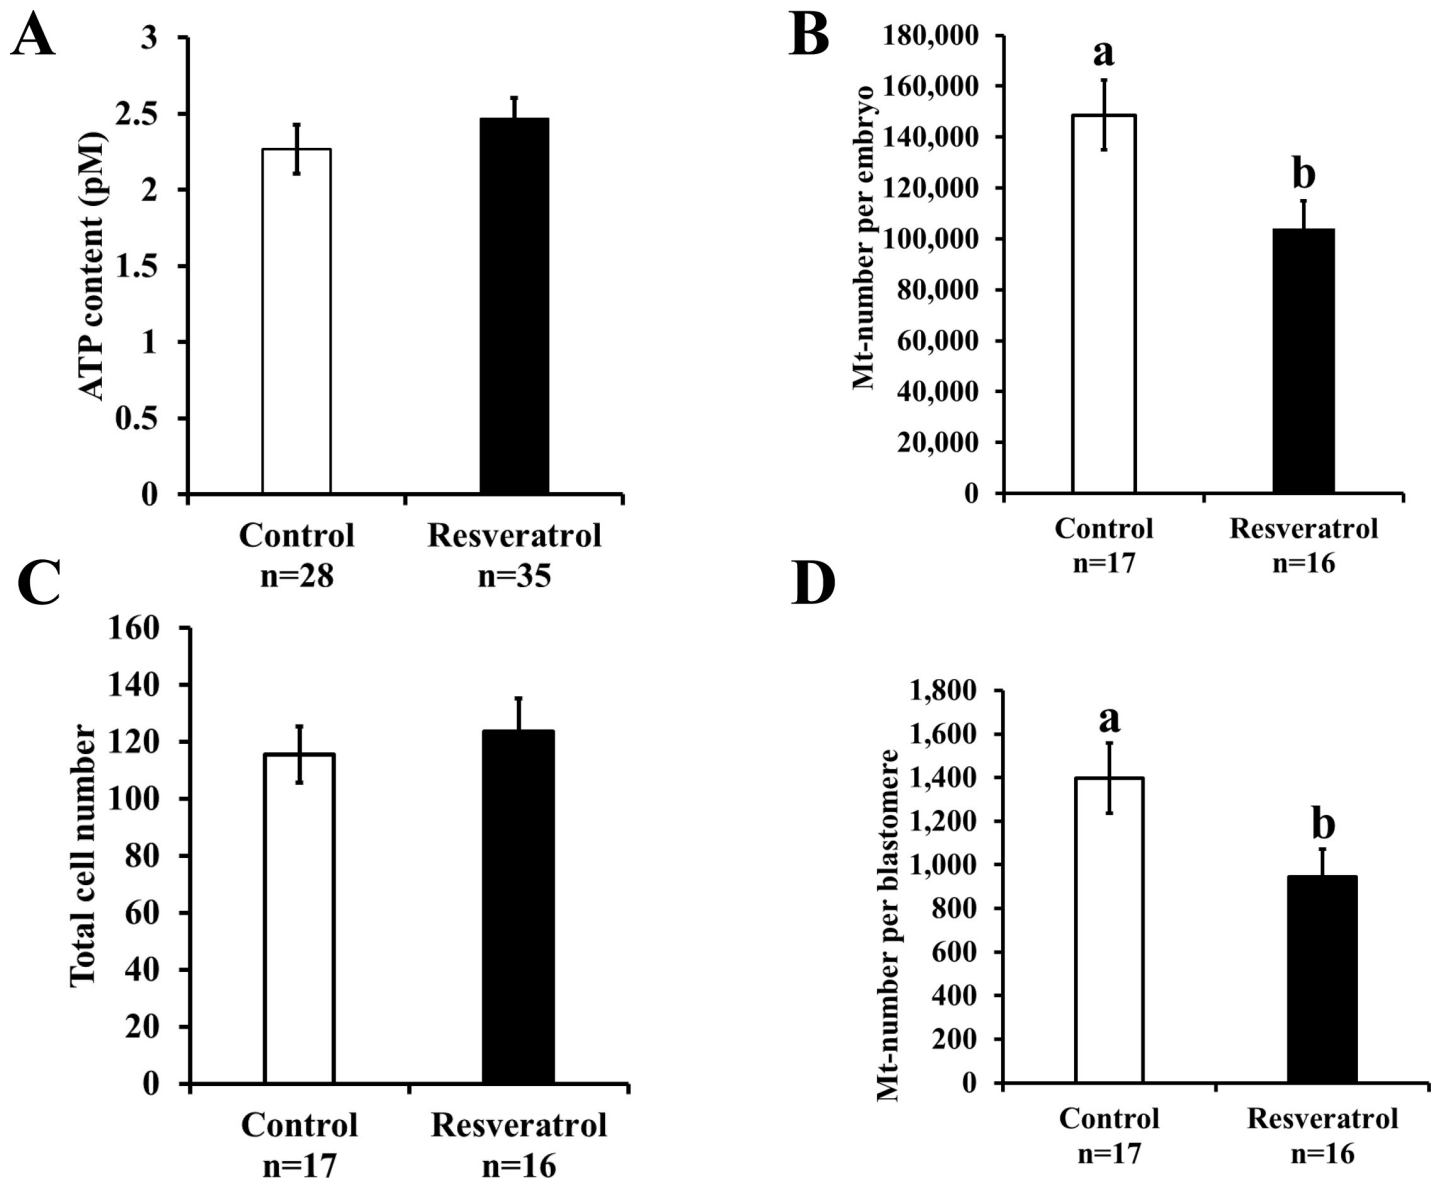 A
ATP content (pM)
3
2.5
2
1.5
1
0.5
0
Control
Resveratrol
n=28
n=35
B
Mt-number per embryo
180,000
160,000
140,000
120,000
100,000
80,000
60,000
40,000
20,000
0
a
b
Control
Resveratrol
n=17
n=16
C
Total cell number
160
140
120
100
80
60
40
20
0
Control
Resveratrol
n=17
n=16
D
Mt-number per blastomere
1,800
1,600
1,400
1,200
1,000
800
600
400
200
0
a
b
Control
Resveratrol
n=17
n=16